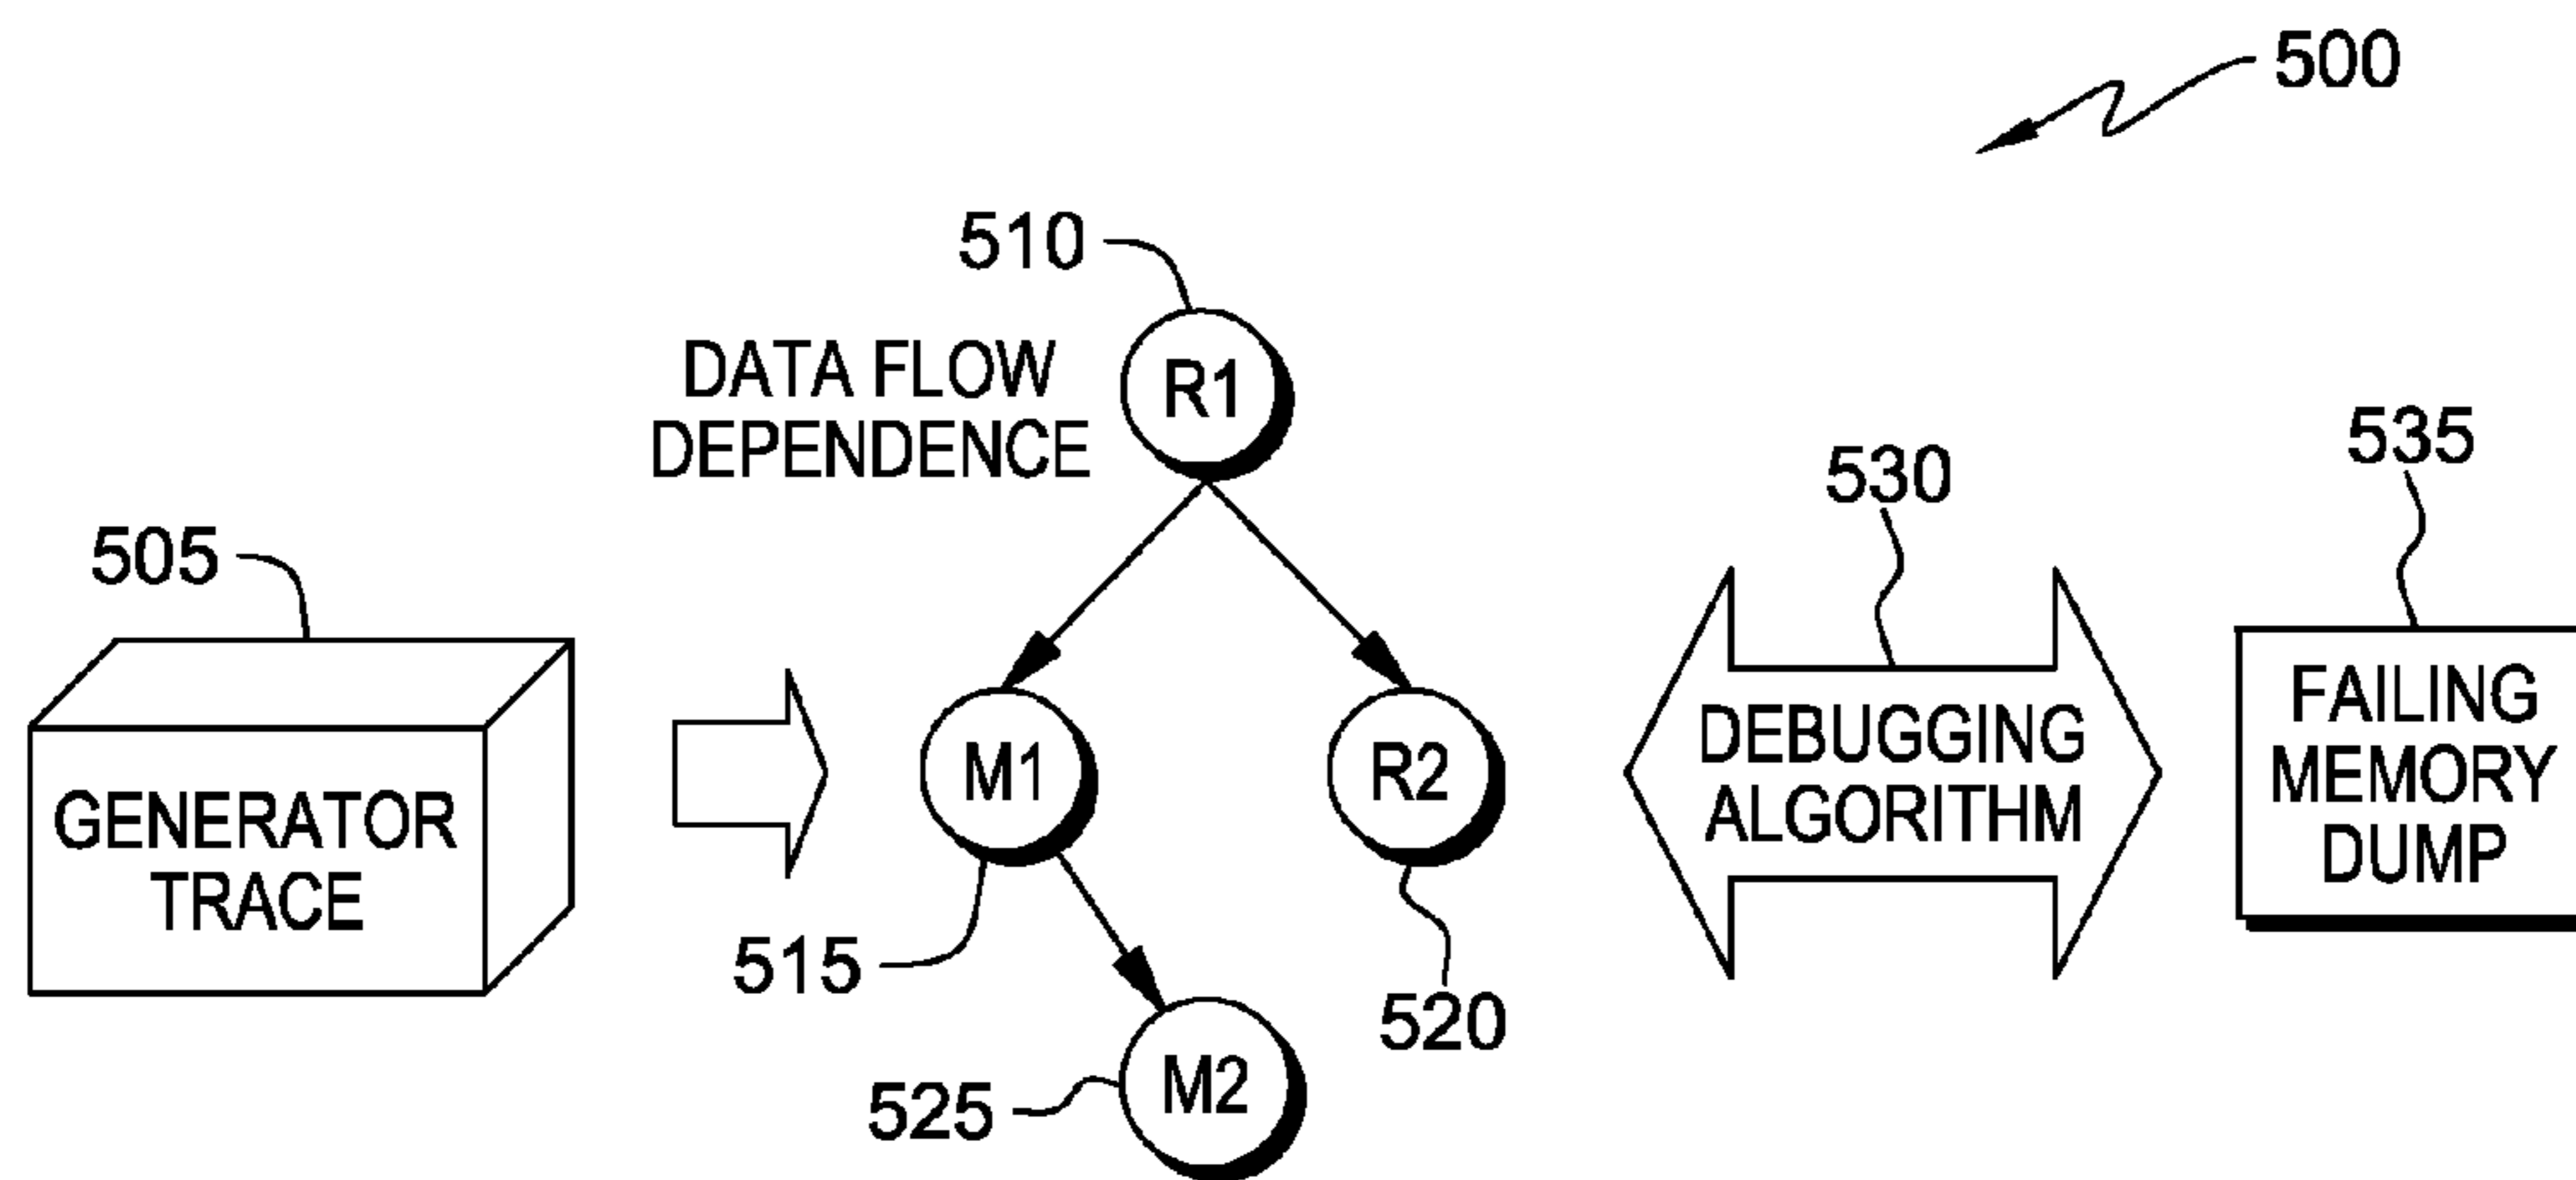 500
510
DATA FLOW
DEPENDENCE
R1
530
535
505
GENERATOR
TRACE
M1
R2
DEBUGGING
ALGORITHM
FAILING
MEMORY
DUMP
515
520
525
M2